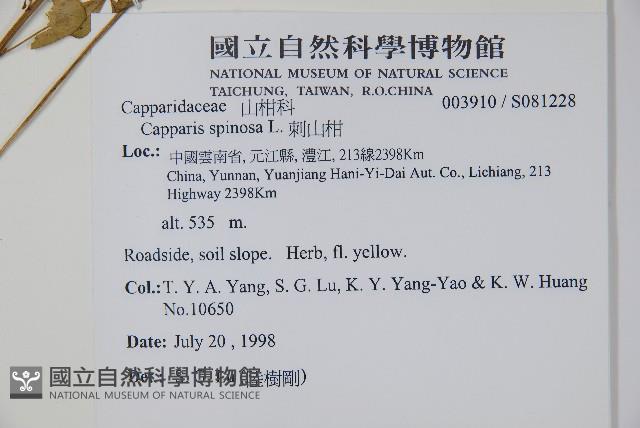 國立自然科學博物館
NATIONAL MUSEUM OF NATURAL SCIENCE
TAICHUNG, TAIWAN, R.O.CHINA
Capparidaceae 山柑科 003910 / S081228
Capparis spinosa L. 刺山柑
Loc.: 中國雲南省, 元江縣, 澧江, 213線2398Km
China, Yunnan, Yuanjiang Hani-Yi-Dai Aut. Co., Lichiang, 213
Highway 2398Km
alt. 535 m.
Roadside, soil slope. Herb, fl. yellow.
Col.: T. Y. A. Yang, S. G. Lu, K. Y. Yang-Yao & K. W. Huang
No.10650
Date: July 20 , 1998
樹剛)
國立自然科學博物館
NATIONAL MUSEUM OF NATURAL SCIENCE